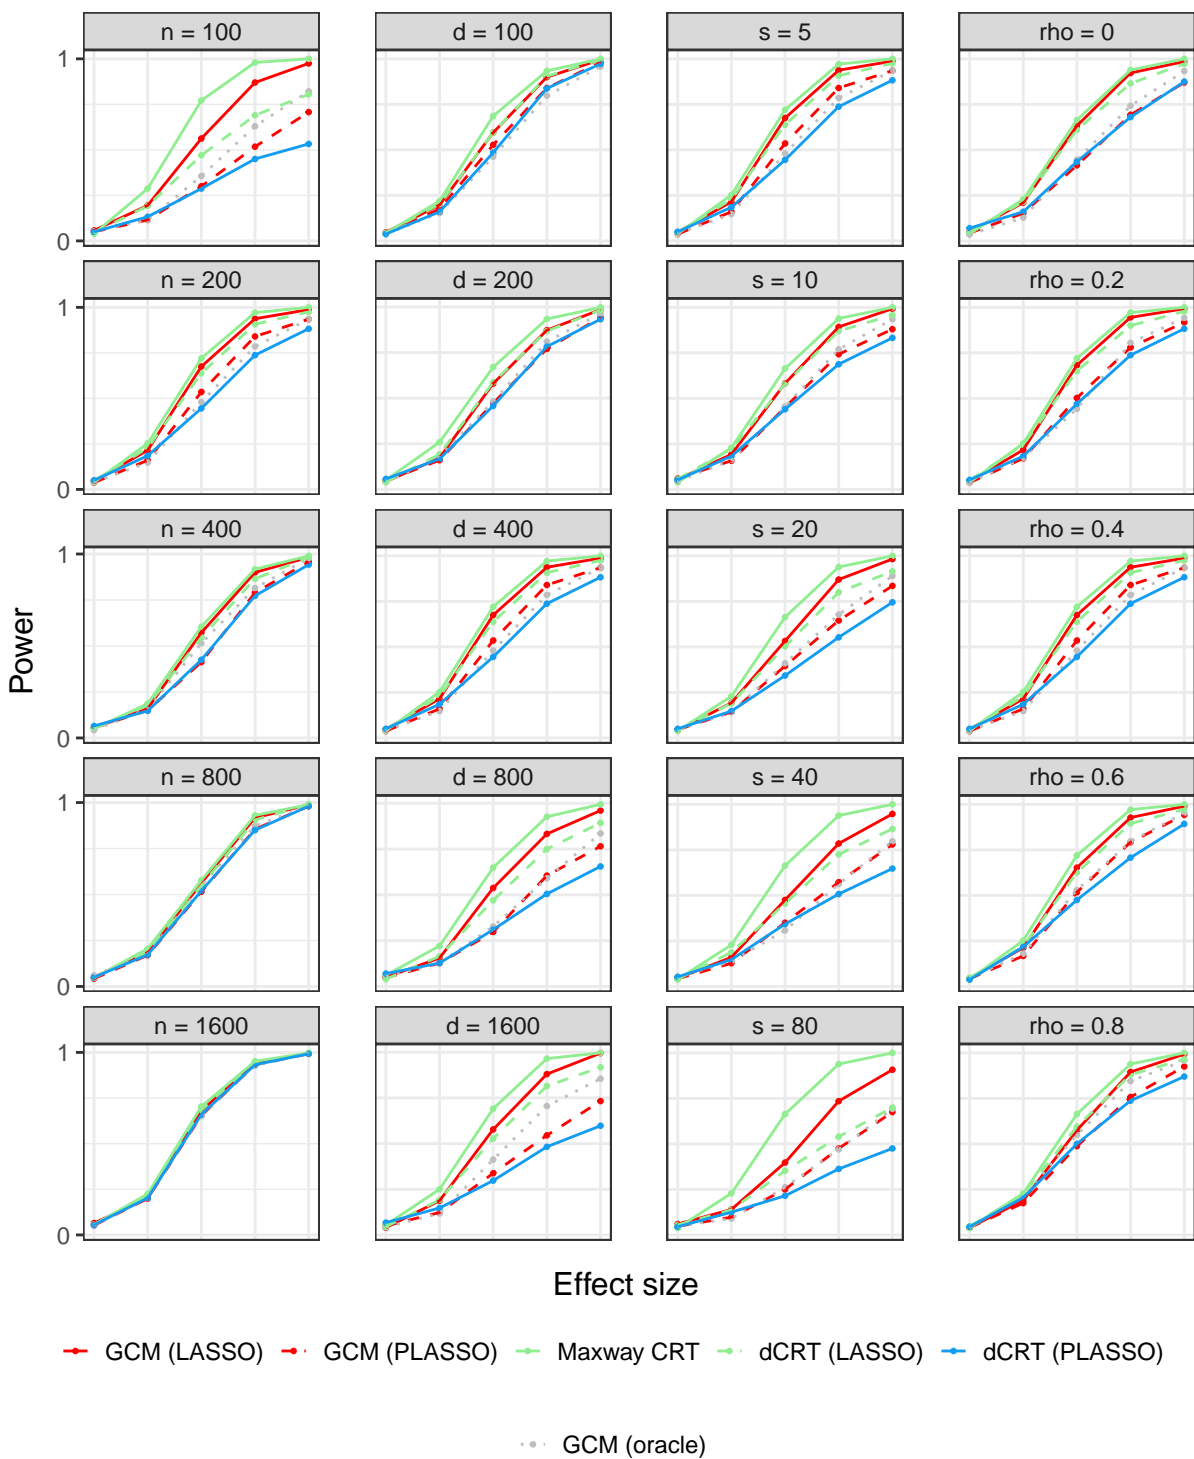 n = 100
d = 100
s = 5
rho = 0
1
0
n = 200
d = 200
s = 10
rho = 0.2
1
0
n = 400
d = 400
s = 20
rho = 0.4
1
0
Power
n = 800
d = 800
s = 40
rho = 0.6
1
0
n = 1600
d = 1600
s = 80
rho = 0.8
1
0
Effect size
GCM (LASSO) GCM (PLASSO) Maxway CRT dCRT (LASSO) dCRT (PLASSO)
GCM (oracle)